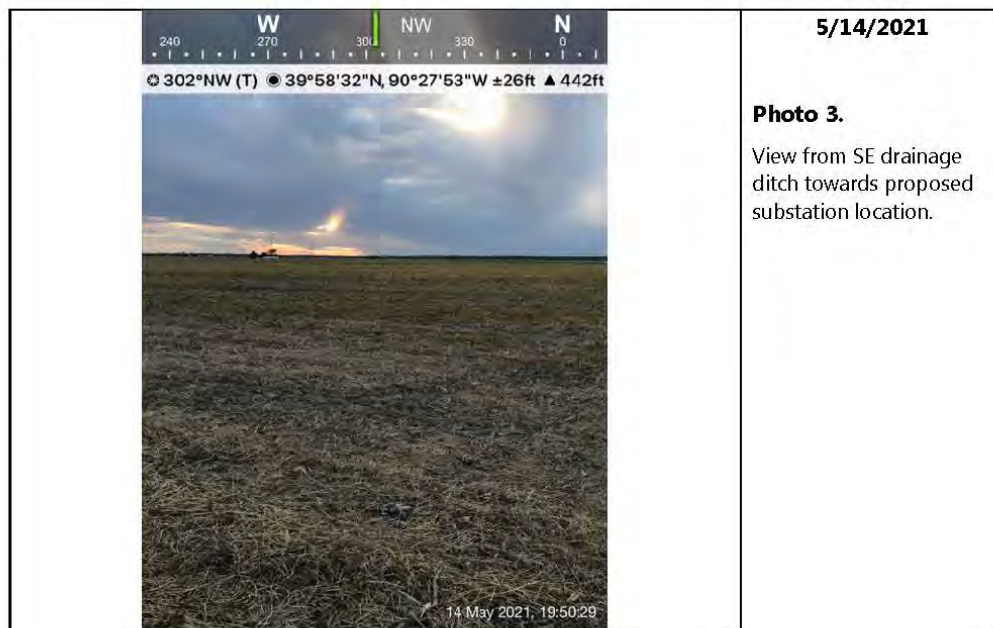 W NW N
240 270 300 330 0
302°NW (T) 39°58'32"N, 90°27'53"W ±26ft ▲ 442ft
14 May 2021, 19:50:29
5/14/2021
Photo 3.
View from SE drainage
ditch towards proposed
substation location.